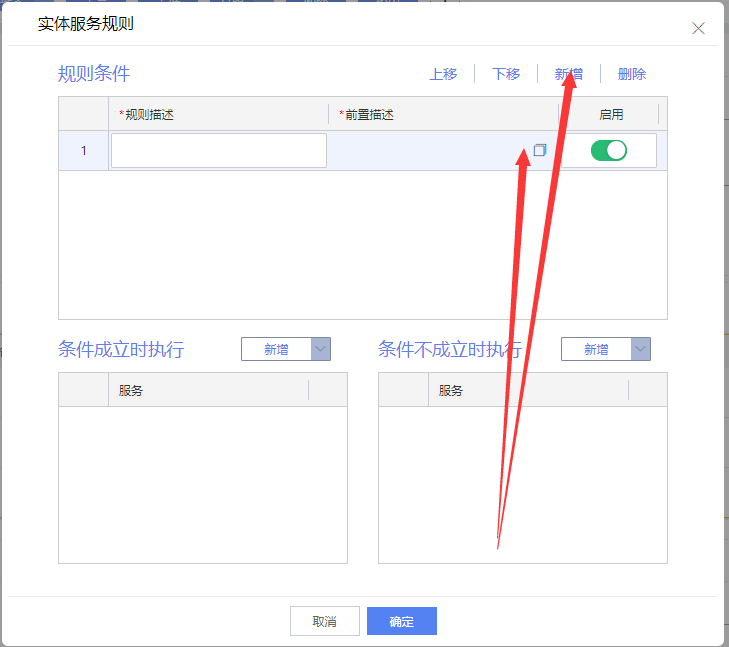 实体服务规则
规则条件
上移 下移 新增 删除
*规则描述 *前置描述 启用
1
条件成立时执行 新增 条件不成立时执行 新增
服务 服务
取消 确定